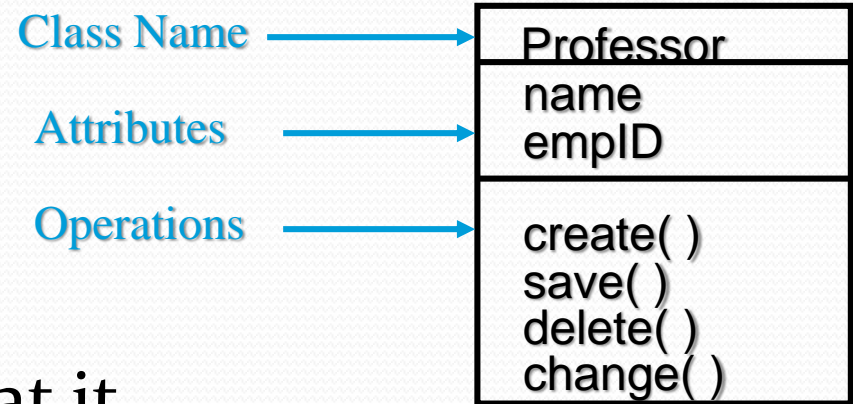 Class Name
Professor
Attributes
name
empID
Operations
create( )
save( )
delete( )
change( )
at it